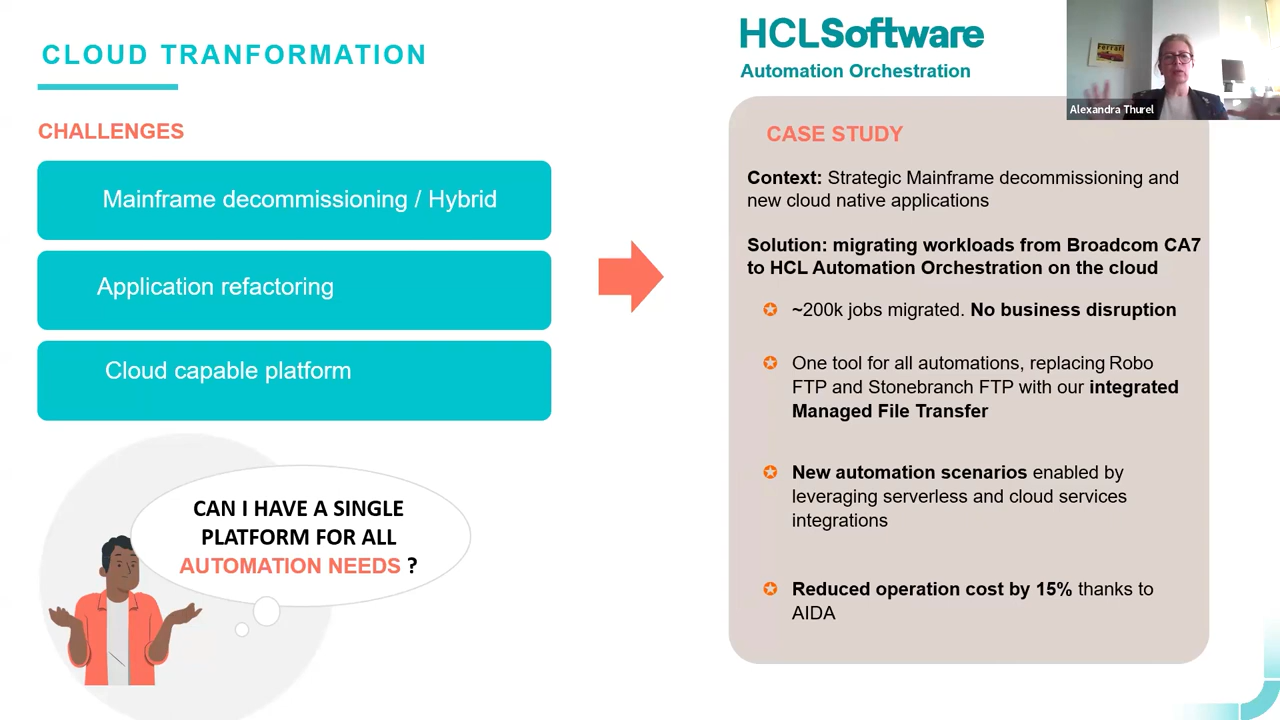 CLOUD TRANFORMATION
CHALLENGES
Mainframe decommissioning / Hybrid
Application refactoring
Cloud capable platform
CAN I HAVE A SINGLE
PLATFORM FOR ALL
AUTOMATION NEEDS ?
HCLSoftware
Automation Orchestration
Ferrari
Alexandra Thurel
CASE STUDY
Context: Strategic Mainframe decommissioning and
new cloud native applications
Solution: migrating workloads from Broadcom CA7
to HCL Automation Orchestration on the cloud
~200k jobs migrated. No business disruption
One tool for all automations, replacing Robo
FTP and Stonebranch FTP with our integrated
Managed File Transfer
New automation scenarios enabled by
leveraging serverless and cloud services
integrations
Reduced operation cost by 15% thanks to
AIDA